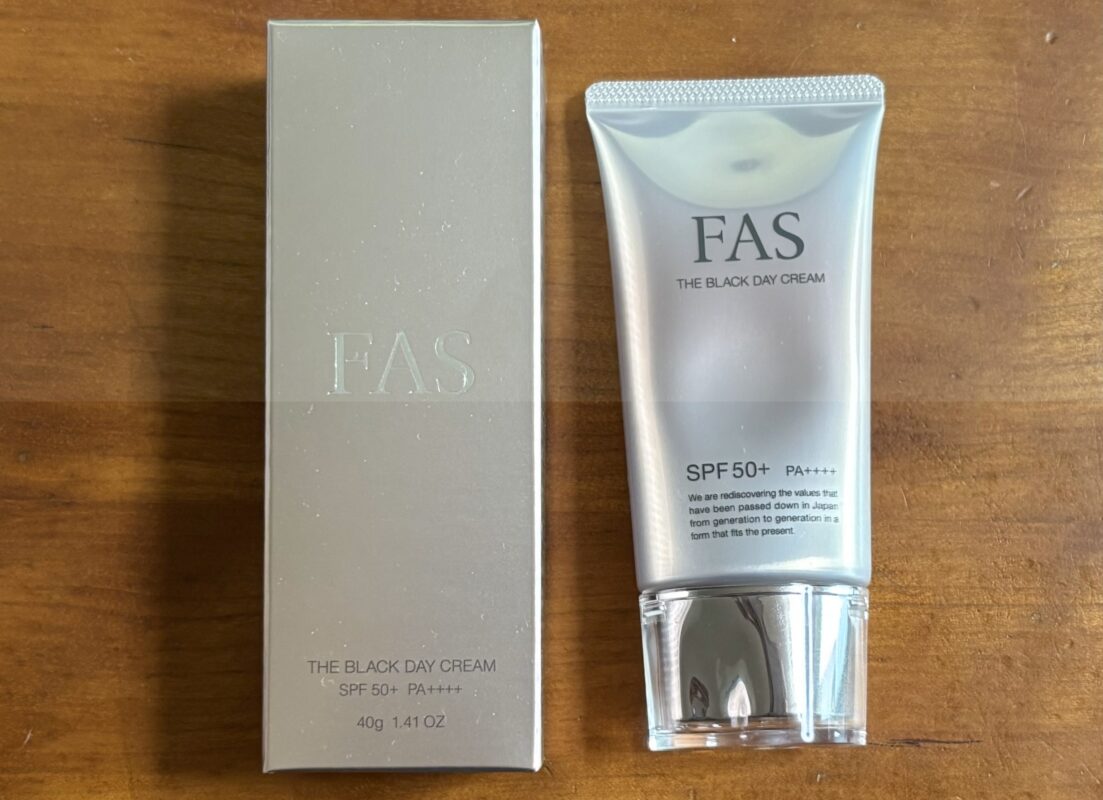 FAS
THE BLACK DAY CREAM
SPF 50+ PA++++
40g 1.41 OZ
FAS
THE BLACK DAY CREAM
SPF 50+ PA++++
We are rediscovering the values that
have been passed down in Japan
from generation to generation in a
form that fits the present.